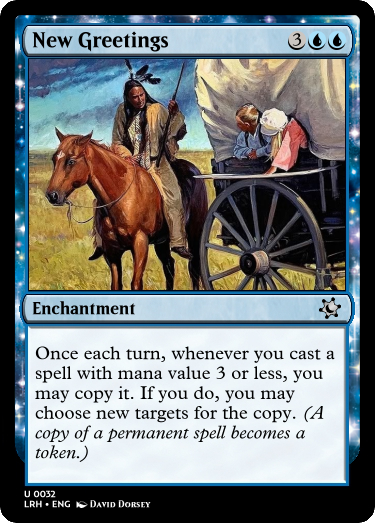 New Greetings 3
Enchantment
Once each turn, whenever you cast a
spell with mana value 3 or less, you
may copy it. If you do, you may
choose new targets for the copy. (A
copy of a permanent spell becomes a
token.)
U 0032
LRH • ENG DAVID DORSEY